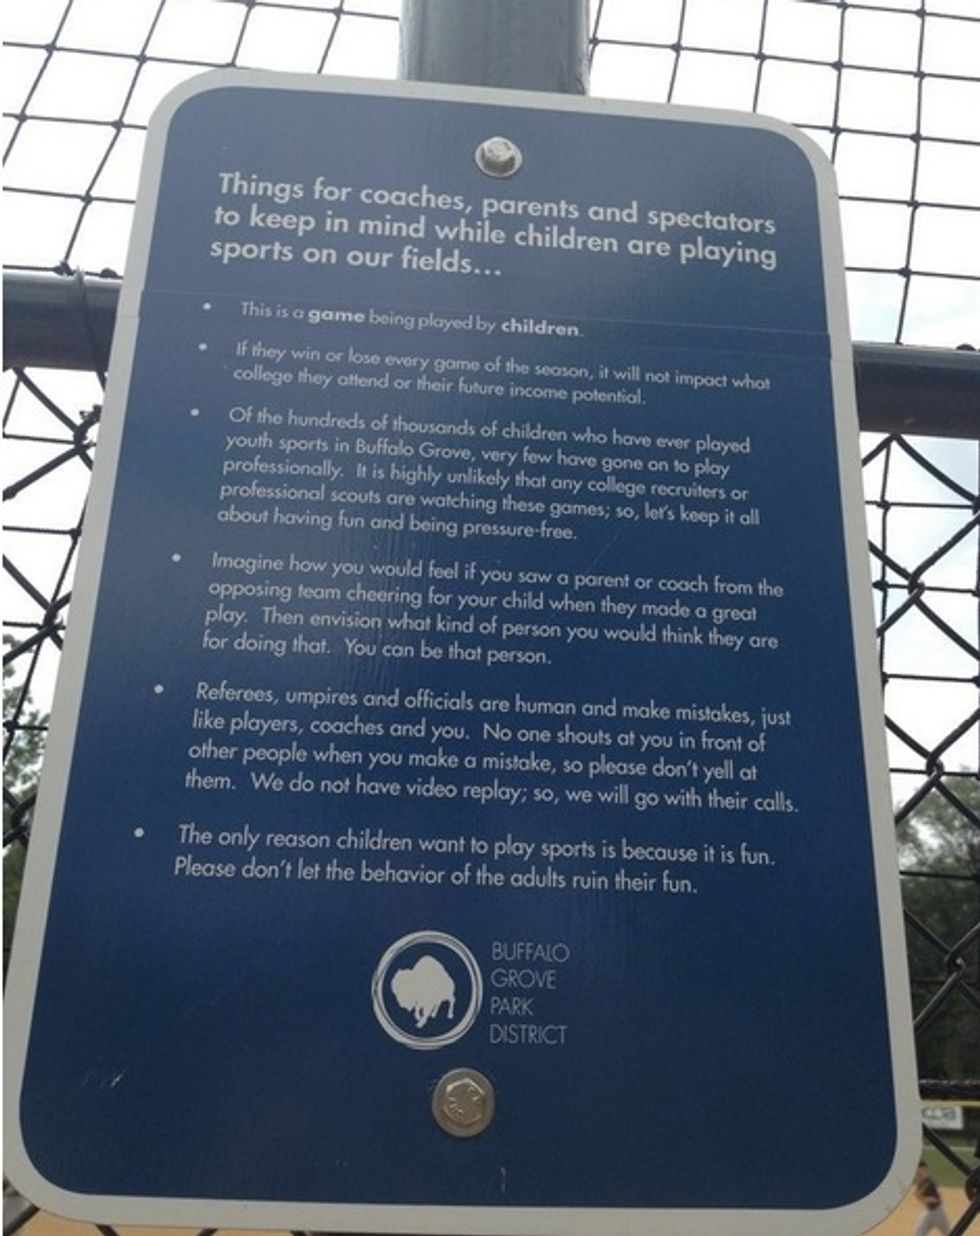 Things for coaches, parents and spectators
to keep in mind while children are playing
sports on our fields...
• This is a game being played by children.
• If they win or lose every game of the season, it will not impact what
college they attend or their future income potential.
• Of the hundreds of thousands of children who have ever played
youth sports in Buffalo Grove, very few have gone on to play
professionally. It is highly unlikely that any college recruiters or
professional scouts are watching these games; so, let's keep it all
about having fun and being pressure-free.
• Imagine how you would feel if you saw a parent or coach from the
opposing team cheering for your child when they made a great
play. Then envision what kind of person you would think they are
for doing that. You can be that person.
• Referees, umpires and officials are human and make mistakes, just
like players, coaches and you. No one shouts at you in front of
other people when you make a mistake, so please don't yell at
them. We do not have video replay; so, we will go with their calls.
• The only reason children want to play sports is because it is fun.
Please don't let the behavior of the adults ruin their fun.
BUFFALO
GROVE
PARK
DISTRICT